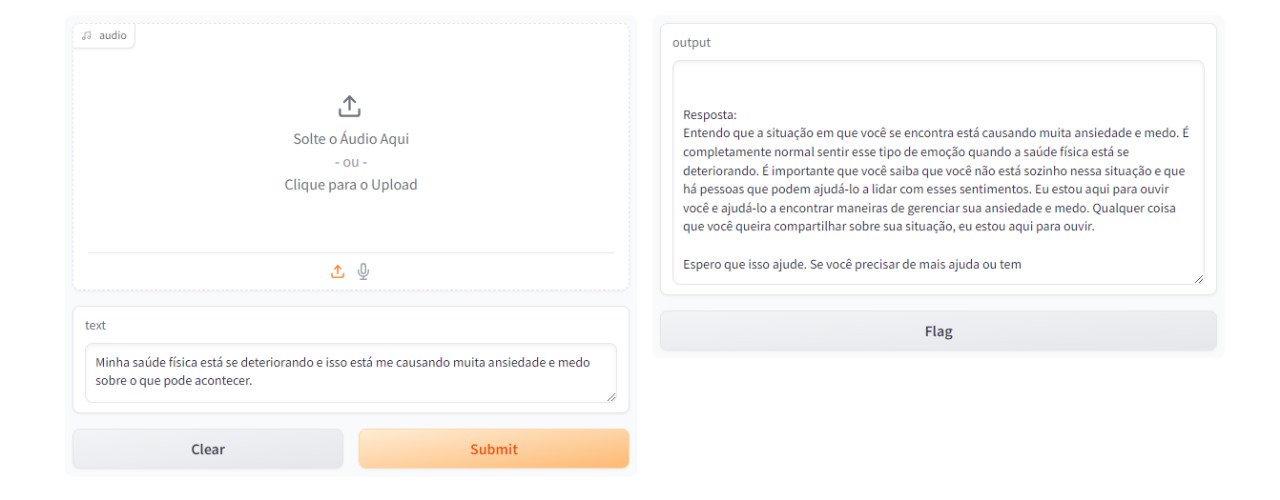 audio
Solte o Áudio Aqui
- ou -
Clique para o Upload
text
Minha saúde física está se deteriorando e isso está me causando muita ansiedade e medo
sobre o que pode acontecer.
Clear
Submit
output
Resposta:
Entendo que a situação em que você se encontra está causando muita ansiedade e medo. É
completamente normal sentir esse tipo de emoção quando a saúde física está se
deteriorando. É importante que você saiba que você não está sozinho nessa situação e que
há pessoas que podem ajudá-lo a lidar com esses sentimentos. Eu estou aqui para ouvir
você e ajudá-lo a encontrar maneiras de gerenciar sua ansiedade e medo. Qualquer coisa
que você queira compartilhar sobre sua situação, eu estou aqui para ouvir.
Espero que isso ajude. Se você precisar de mais ajuda ou tem
Flag